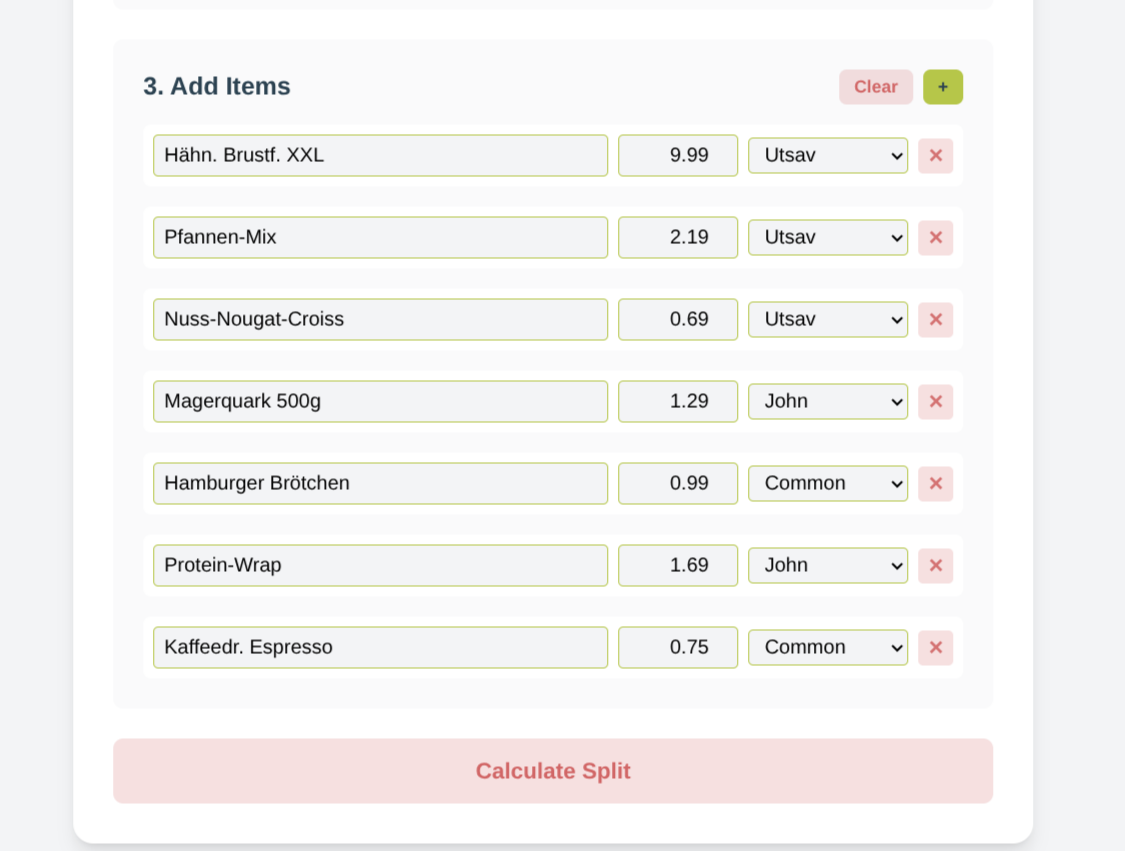 3. Add Items Clear +
Hähn. Brustf. XXL 9.99 Utsav ✕
Pfannen-Mix 2.19 Utsav ✕
Nuss-Nougat-Croiss 0.69 Utsav ✕
Magerquark 500g 1.29 John ✕
Hamburger Brötchen 0.99 Common ✕
Protein-Wrap 1.69 John ✕
Kaffeedr. Espresso 0.75 Common ✕
Calculate Split